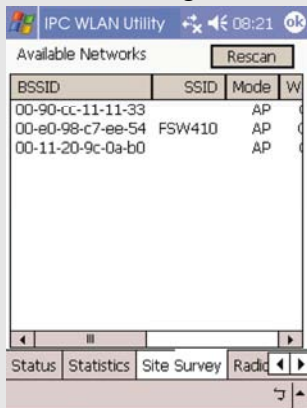 IPC WLAN Utility 08:21 ok
Available Networks Rescan
BSSID SSID Mode W
00-90-cc-11-11-33 AP
00-e0-98-c7-ee-54 FSW410 AP
00-11-20-9c-0a-b0 AP
Status Statistics Site Survey Radio